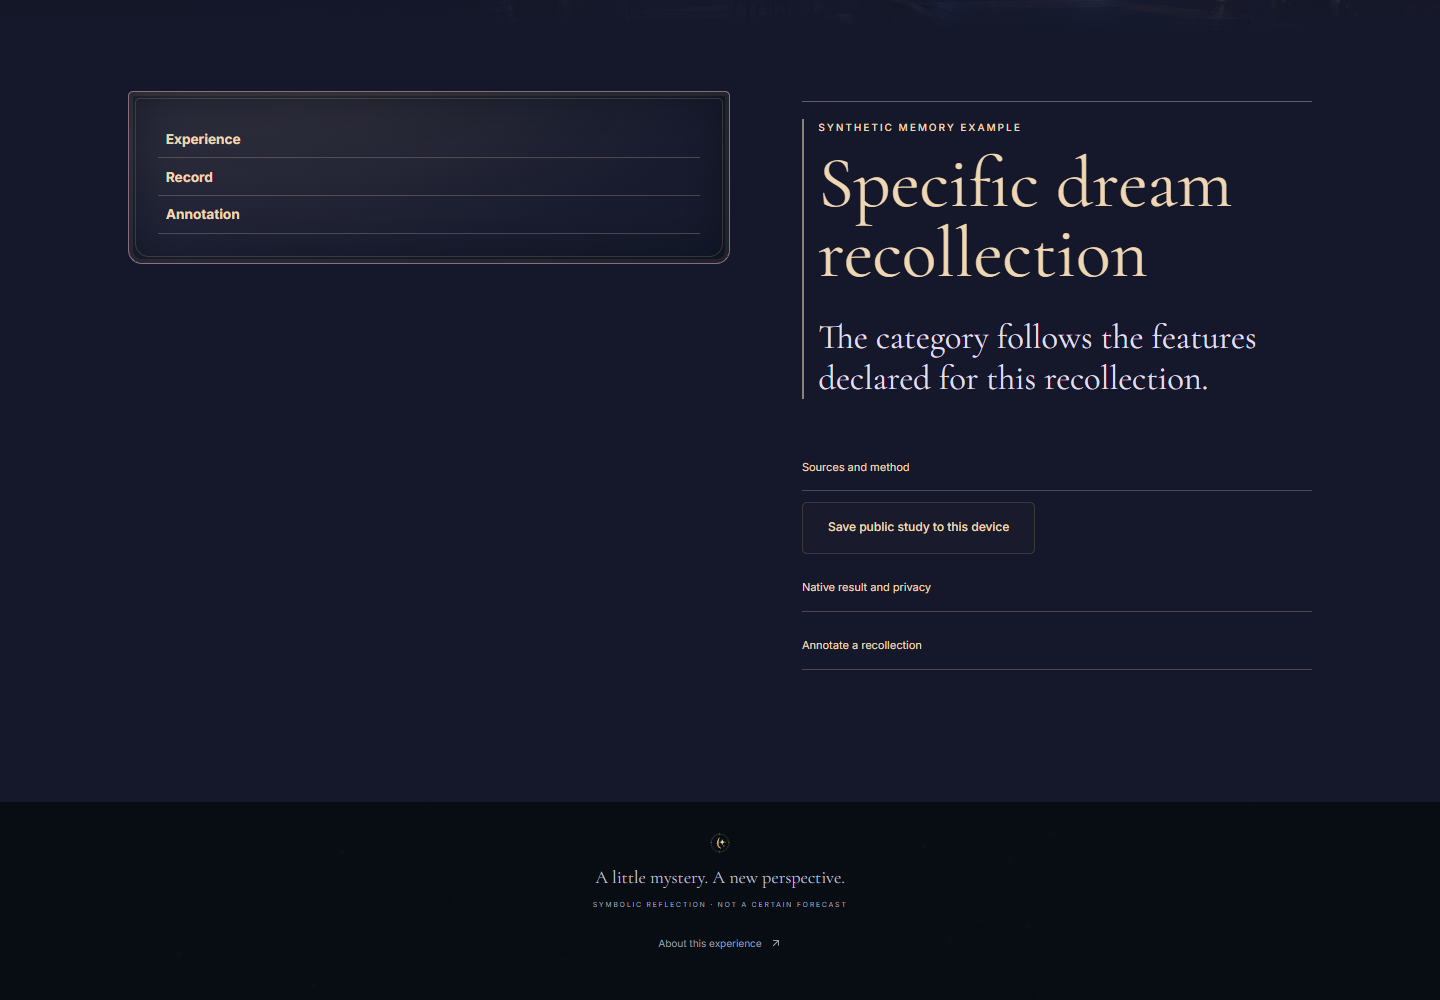 Experience
Record
Annotation
SYNTHETIC MEMORY EXAMPLE
Specific dream
recollection
The category follows the features
declared for this recollection.
Sources and method
Save public study to this device
Native result and privacy
Annotate a recollection
A little mystery. A new perspective.
SYMBOLIC REFLECTION · NOT A CERTAIN FORECAST
About this experience